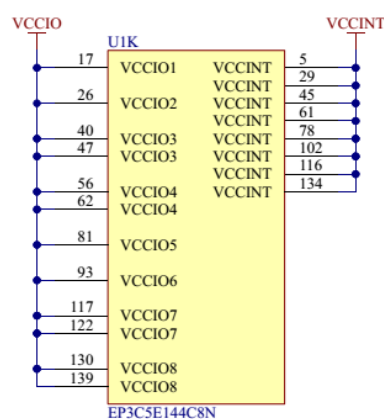 VCCIO VCCINT
U1K
17 VCCIO1 VCCINT 5
VCCINT 29
26 VCCIO2 VCCINT 45
VCCINT 61
40 VCCIO3 VCCINT 78
47 VCCIO3 VCCINT 102
VCCINT 116
56 VCCIO4 VCCINT 134
62 VCCIO4
81 VCCIO5
93 VCCIO6
117 VCCIO7
122 VCCIO7
130 VCCIO8
139 VCCIO8
EP3C5E144C8N